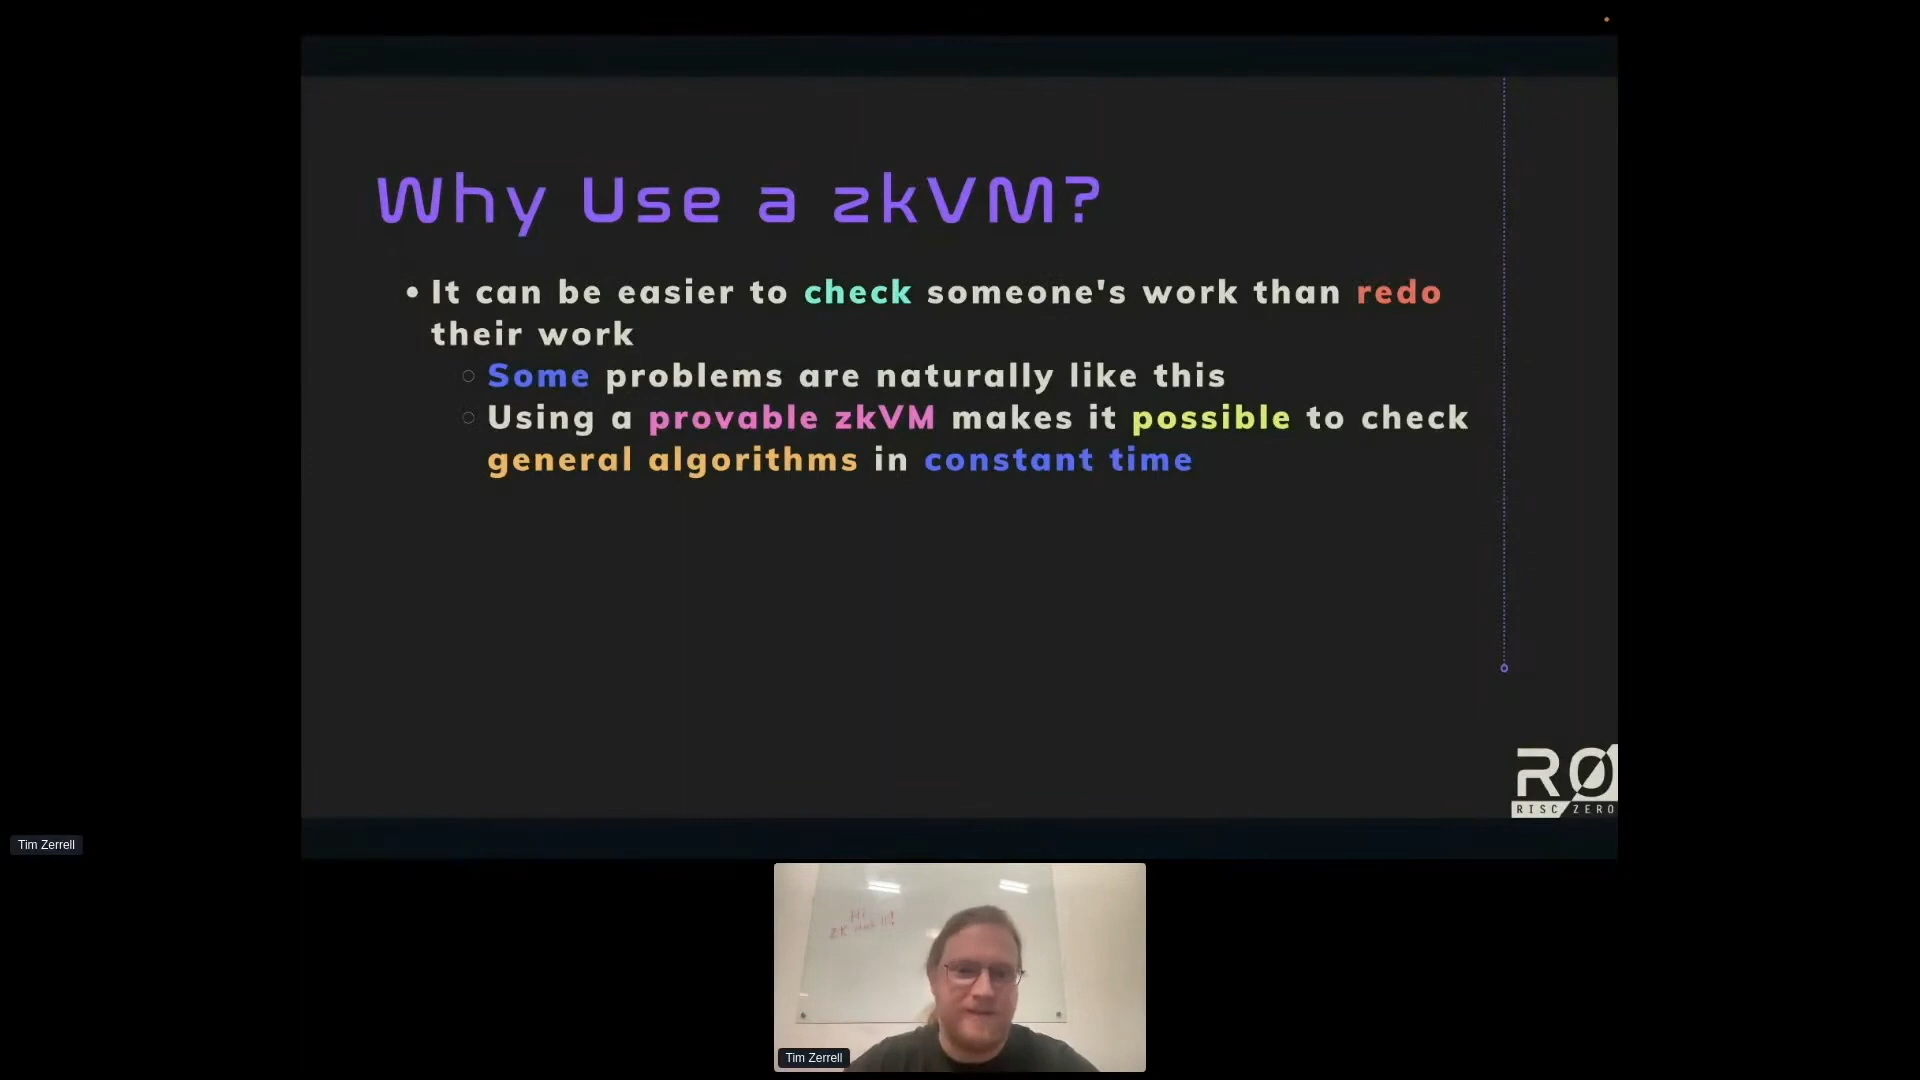 Why Use a zkVM?
• It can be easier to check someone's work than redo
their work
○ Some problems are naturally like this
○ Using a provable zkVM makes it possible to check
general algorithms in constant time
RØ
RISC ZERO
Tim Zerrell
Hi
ZK
Tim Zerrell